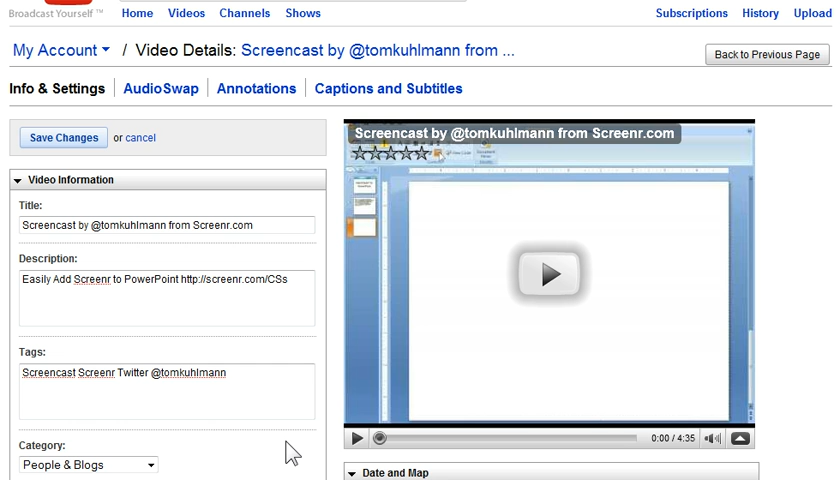 Broadcast Yourself ™
Home Videos Channels Shows
Subscriptions History Upload
My Account / Video Details: Screencast by @tomkuhlmann from ...
Back to Previous Page
Info & Settings AudioSwap Annotations Captions and Subtitles
Save Changes or cancel
Video Information
Title:
Screencast by @tomkuhlmann from Screenr.com
Description:
Easily Add Screenr to PowerPoint http://screenr.com/CSs
Tags:
Screencast Screenr Twitter @tomkuhlmann
Category:
People & Blogs
Screencast by @tomkuhlmann from Screenr.com
0:00 / 4:35
Date and Map